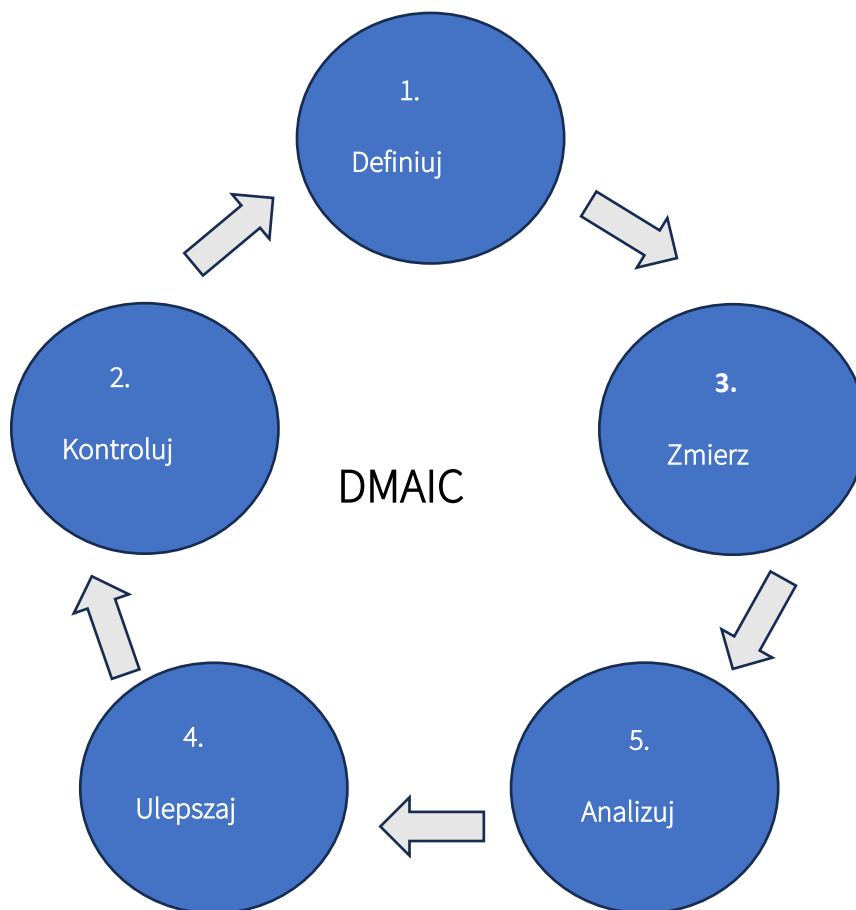 1.
Definiuj
2.
Kontroluj
3.
Zmierz
DMAIC
4.
Ulepszaj
5.
Analizuj